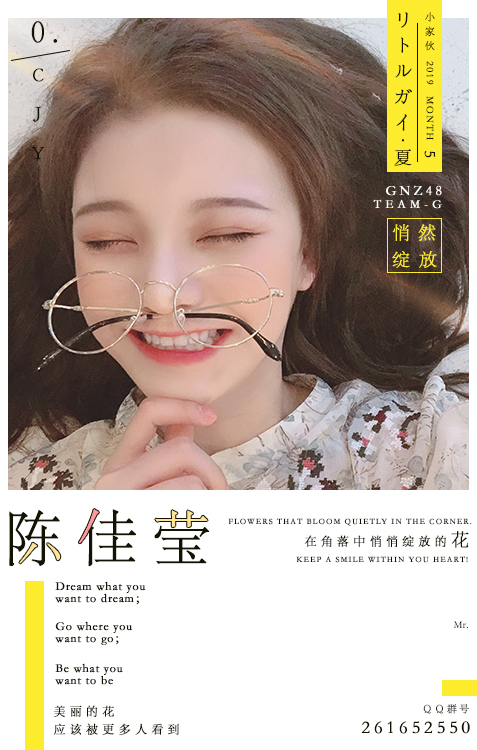 0.
CJY
リトルガイ·夏
小家伙 2019 MONTH 5
GNZ48
TEAM-G
悄然
绽放
陈佳莹
FLOWERS THAT BLOOM QUIETLY IN THE CORNER.
在角落中悄悄绽放的花
KEEP A SMILE WITHIN YOU HEART!
Dream what you
want to dream;
Go where you
want to go;
Be what you
want to be
Mr.
美丽的花
应该被更多人看到
QQ群号
261652550